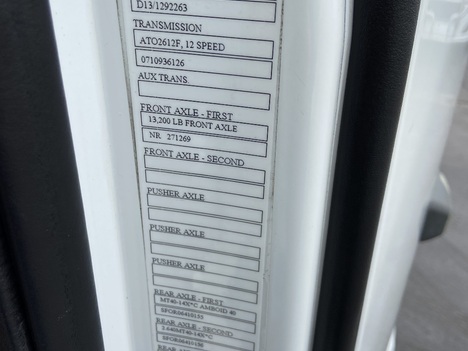 D13/1292263
TRANSMISSION
ATO2612F, 12 SPEED
0710936126
AUX TRANS.
FRONT AXLE - FIRST
13,200 LB FRONT AXLE
NR 271269
FRONT AXLE - SECOND
PUSHER AXLE
PUSHER AXLE
PUSHER AXLE
REAR AXLE - FIRST
REAR AXLE - SECOND
REAR AXLE